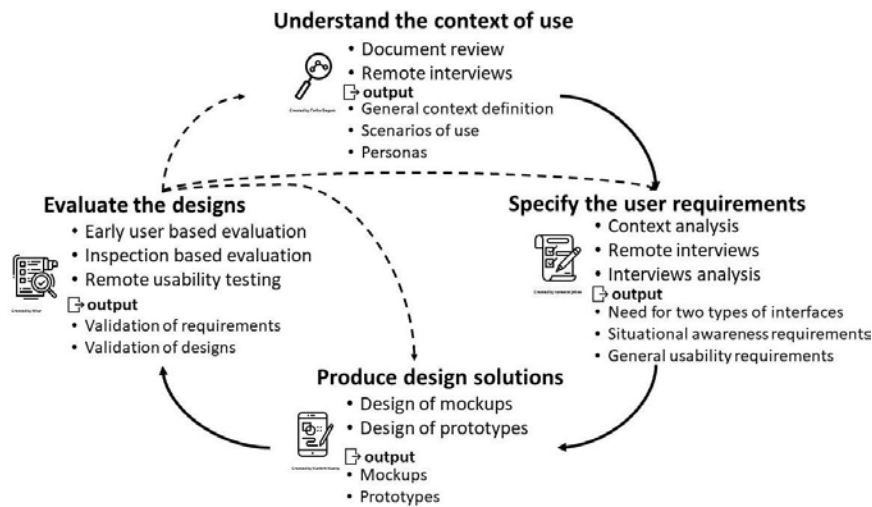 Understand the context of use
• Document review
• Remote interviews
output
• General context definition
• Scenarios of use
• Personas
Evaluate the designs
• Early user based evaluation
• Inspection based evaluation
• Remote usability testing
output
• Validation of requirements
• Validation of designs
Specify the user requirements
• Context analysis
• Remote interviews
• Interviews analysis
output
• Need for two types of interfaces
• Situational awareness requirements
• General usability requirements
Produce design solutions
• Design of mockups
• Design of prototypes
output
• Mockups
• Prototypes